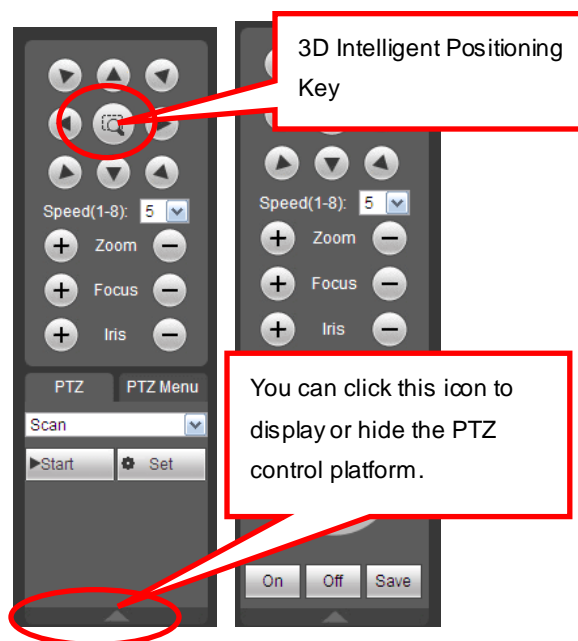 3D Intelligent Positioning
Key
Speed(1-8): 5
Zoom
Focus
Iris
PTZ PTZ Menu
Scan
Start Set
Speed(1-8): 5
Zoom
Focus
Iris
You can click this icon to
display or hide the PTZ
control platform.
On Off Save